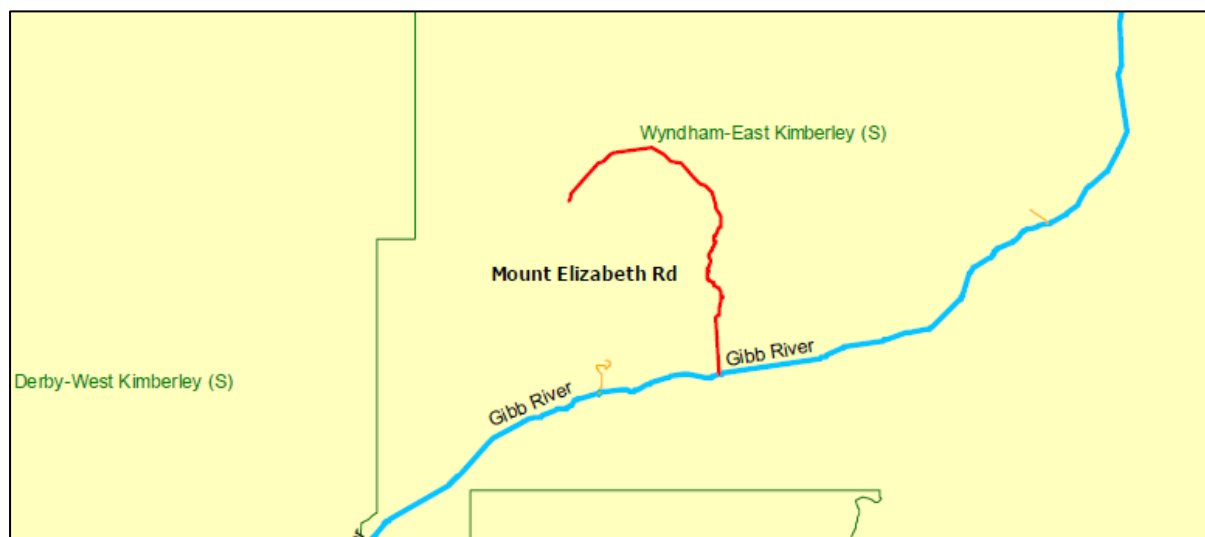 Wyndham-East Kimberley (S)
Mount Elizabeth Rd
Gibb River
Derby-West Kimberley (S)
Gibb River